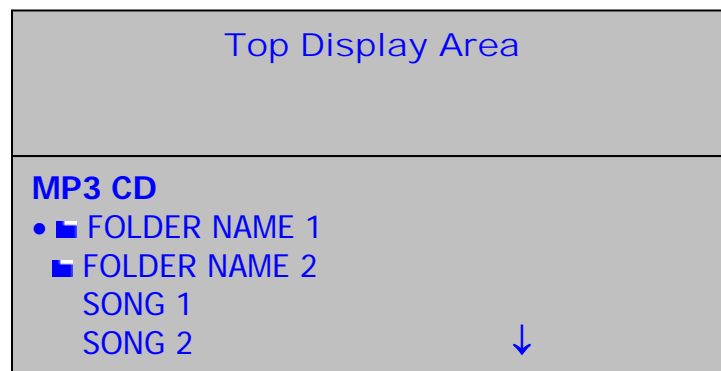 Top Display Area
MP3 CD
• FOLDER NAME 1
FOLDER NAME 2
SONG 1
SONG 2 ↓